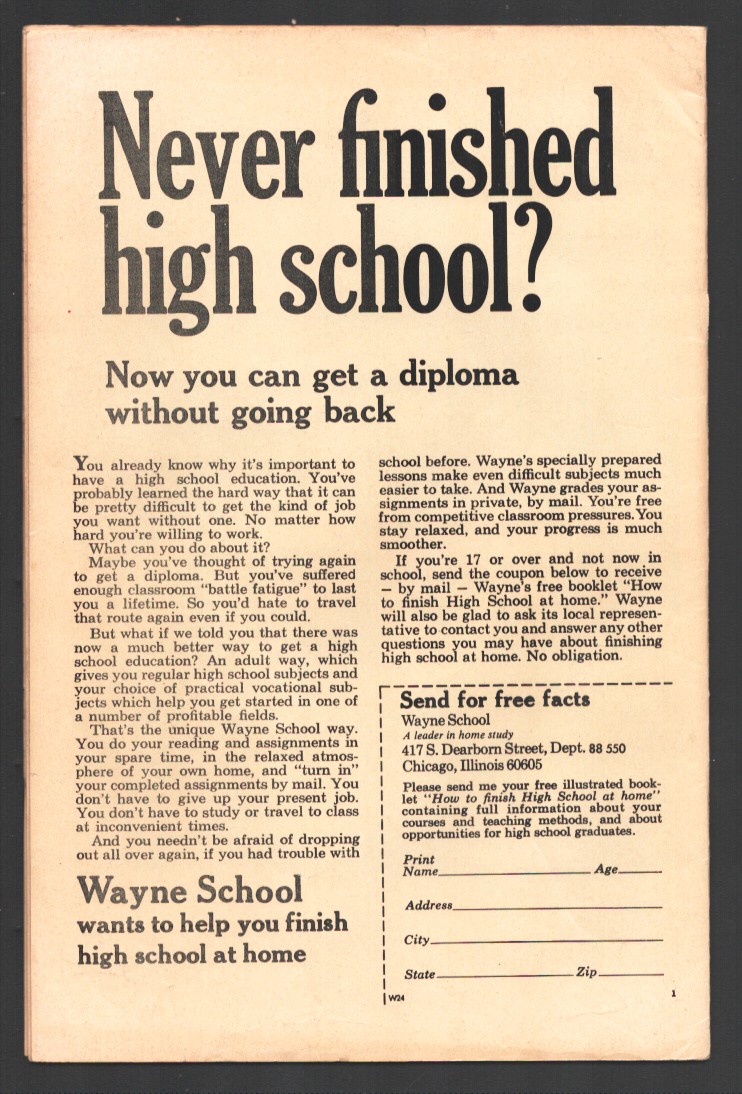 Never finished
high school?
Now you can get a diploma
without going back
You already know why it's important to
have a high school education. You've
probably learned the hard way that it can
be pretty difficult to get the kind of job
you want without one. No matter how
hard you're willing to work.
What can you do about it?
Maybe you've thought of trying again
to get a diploma. But you've suffered
enough classroom "battle fatigue" to last
you a lifetime. So you'd hate to travel
that route again even if you could.
But what if we told you that there was
now a much better way to get a high
school education? An adult way, which
gives you regular high school subjects and
your choice of practical vocational sub-
jects which help you get started in one of
a number of profitable fields.
That's the unique Wayne School way.
You do your reading and assignments in
your spare time, in the relaxed atmos-
phere of your own home, and "turn in"
your completed assignments by mail. You
don't have to give up your present job.
You don't have to study or travel to class
at inconvenient times.
And you needn't be afraid of dropping
out all over again, if you had trouble with
school before. Wayne's specially prepared
lessons make even difficult subjects much
easier to take. And Wayne grades your as-
signments in private, by mail. You're free
from competitive classroom pressures. You
stay relaxed, and your progress is much
smoother.
If you're 17 or over and not now in
school, send the coupon below to receive
— by mail — Wayne's free booklet "How
to finish High School at home." Wayne
will also be glad to ask its local represen-
tative to contact you and answer any other
questions you may have about finishing
high school at home. No obligation.
Wayne School
wants to help you finish
high school at home
Send for free facts
Wayne School
A leader in home study
417 S. Dearborn Street, Dept. 88 550
Chicago, Illinois 60605
Please send me your free illustrated book-
let "How to finish High School at home"
containing full information about your
courses and teaching methods, and about
opportunities for high school graduates.
Print
Name Age
Address
City
State Zip
W24
1